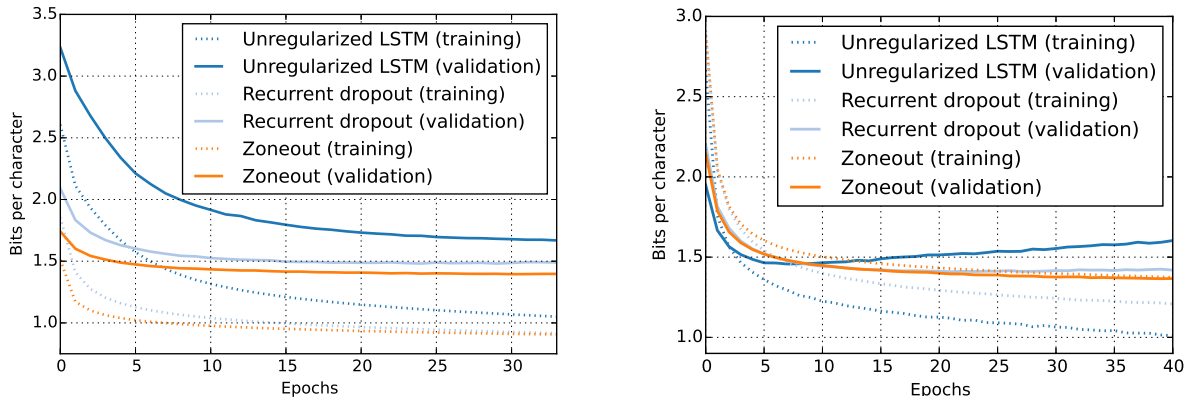 3.5
3.0
2.5
2.0
1.5
1.0
Bits per character
Unregularized LSTM (training)
Unregularized LSTM (validation)
Recurrent dropout (training)
Recurrent dropout (validation)
Zoneout (training)
Zoneout (validation)
0 5 10 15 20 25 30
Epochs
3.0
2.5
2.0
1.5
1.0
Bits per character
Unregularized LSTM (training)
Unregularized LSTM (validation)
Recurrent dropout (training)
Recurrent dropout (validation)
Zoneout (training)
Zoneout (validation)
0 5 10 15 20 25 30 35 40
Epochs